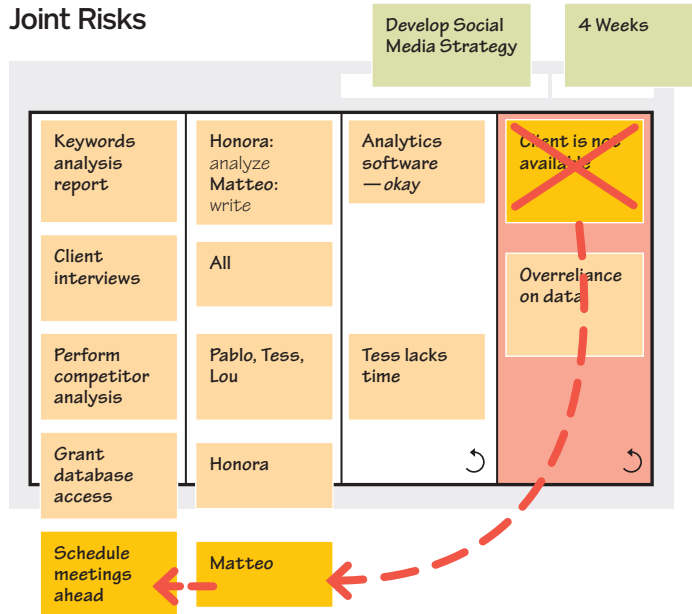 Joint Risks
Develop Social
Media Strategy
4 Weeks
Keywords
analysis
report
Honora:
analyze
Matteo:
write
Analytics
software
— okay
Client is not
available
Client
interviews
All
Overreliance
on data
Perform
competitor
analysis
Pablo, Tess,
Lou
Tess lacks
time
Grant
database
access
Honora
Schedule
meetings
ahead
Matteo